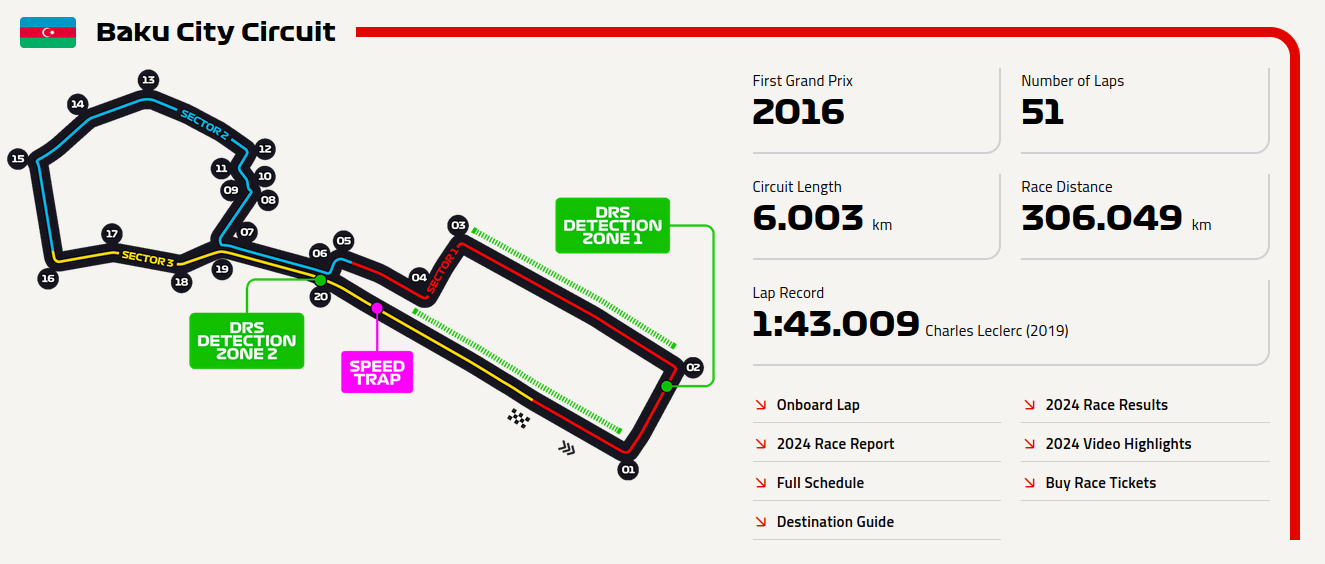 Baku City Circuit
First Grand Prix
2016
Number of Laps
51
Circuit Length
6.003 km
Race Distance
306.049 km
Lap Record
1:43.009 Charles Leclerc (2019)
Onboard Lap
2024 Race Results
2024 Race Report
2024 Video Highlights
Full Schedule
Buy Race Tickets
Destination Guide
13
14
SECTOR 2
12
15
11
10
09
08
DRS
DETECTION
ZONE 1
03
07
17
05
06
SECTOR 3
04
SECTOR 1
19
16
18
20
DRS
DETECTION
ZONE 2
SPEED
TRAP
02
01